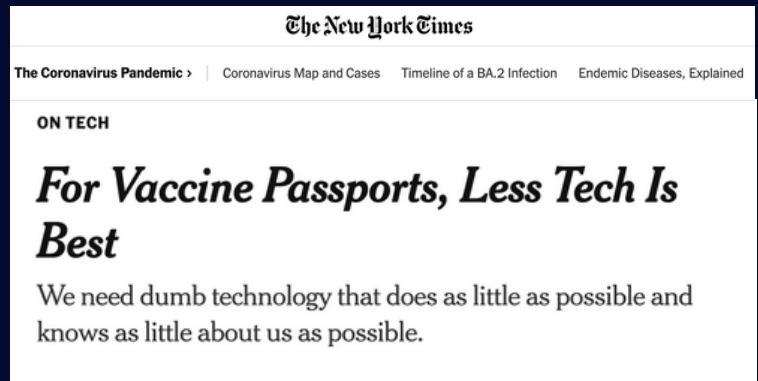 The New York Times
The Coronavirus Pandemic › Coronavirus Map and Cases Timeline of a BA.2 Infection Endemic Diseases, Explained
ON TECH
For Vaccine Passports, Less Tech Is
Best
We need dumb technology that does as little as possible and
knows as little about us as possible.